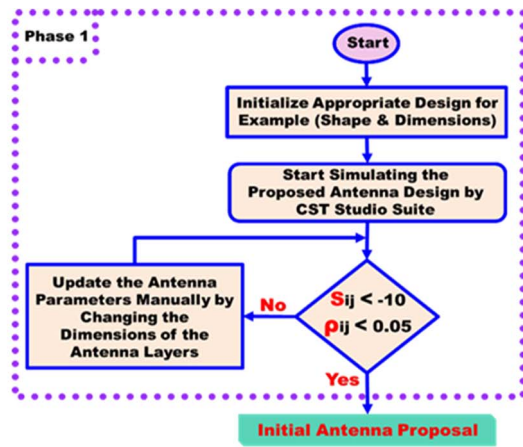 Phase 1
Start
Initialize Appropriate Design for
Example (Shape & Dimensions)
Start Simulating the
Proposed Antenna Design by
CST Studio Suite
Update the Antenna
Parameters Manually by
Changing the
Dimensions of the
Antenna Layers
No
Sij < -10
ρij < 0.05
Yes
Initial Antenna Proposal